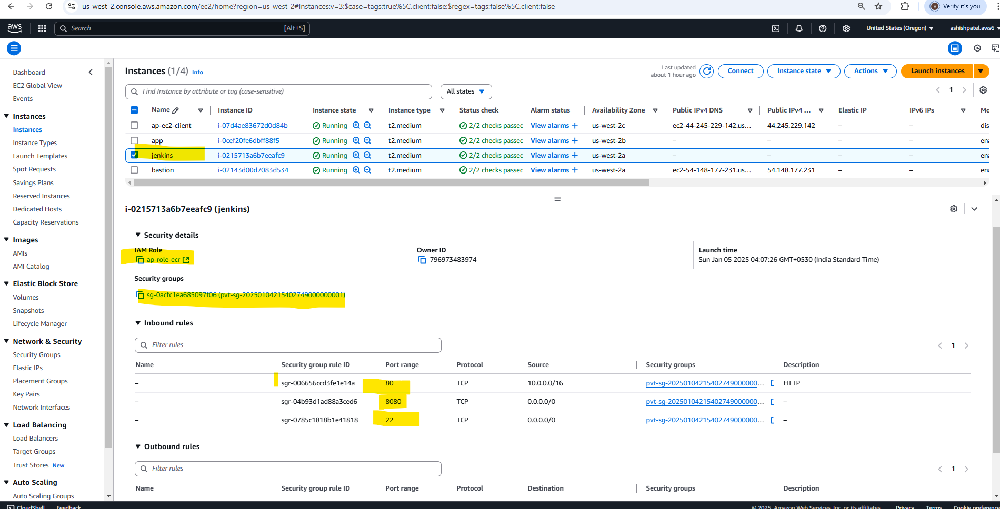 us-west-2.console.aws.amazon.com/ec2/home?region=us-west-2#Instances:v=3;$case=tags:true%5C,client:false;$regex=tags:false%5C,client:false
A Verify it's you
aws Search [Alt+S] United States (Oregon) ashishpatel.aws6
Dashboard
EC2 Global View
Events
Instances
Instances
Instance Types
Launch Templates
Spot Requests
Savings Plans
Reserved Instances
Dedicated Hosts
Capacity Reservations
Images
AMIs
AMI Catalog
Elastic Block Store
Volumes
Snapshots
Lifecycle Manager
Network & Security
Security Groups
Elastic IPs
Placement Groups
Key Pairs
Network Interfaces
Load Balancing
Load Balancers
Target Groups
Trust Stores New
Auto Scaling
Auto Scaling Groups
Instances (1/4) Info
Last updated
about 1 hour ago
Connect Instance state Actions Launch instances
Find Instance by attribute or tag (case-sensitive) All states 1
Name Instance ID Instance state Instance type Status check Alarm status Availability Zone Public IPv4 DNS Public IPv4 ... Elastic IP IPv6 IPs Mo
ap-ec2-client i-07d4ae83672d0d84b Running t2.medium 2/2 checks passec View alarms + us-west-2c ec2-44-245-229-142.us... 44.245.229.142 – – dis
app i-0cef20fe6dbff88f5 Running t2.medium 2/2 checks passec View alarms + us-west-2b – – – – ena
jenkins i-0215713a6b7eeafc9 Running t2.medium 2/2 checks passec View alarms + us-west-2a – – – – ena
bastion i-02143d00d7083d534 Running t2.medium 2/2 checks passec View alarms + us-west-2a ec2-54-148-177-231.us... 54.148.177.231 – – ena
i-0215713a6b7eeafc9 (jenkins)
Security details
IAM Role Owner ID Launch time
ap-role-ecr 796973483974 Sun Jan 05 2025 04:07:26 GMT+0530 (India Standard Time)
Security groups
sg-0acfc1ea685097f06 (pvt-sg-20250104215402749000000001)
Inbound rules
Filter rules 1
Name Security group rule ID Port range Protocol Source Security groups Description
– sgr-006656ccd3fe1e14a 80 TCP 10.0.0.0/16 pvt-sg-20250104215402749000000... HTTP
– sgr-04b93d1ad88a3ced6 8080 TCP 0.0.0.0/0 pvt-sg-20250104215402749000000... –
– sgr-0785c1818b1e41818 22 TCP 0.0.0.0/0 pvt-sg-20250104215402749000000... –
Outbound rules
Filter rules 1
Name Security group rule ID Port range Protocol Destination Security groups Description
CloudShell Feedback © 2025, Amazon Web Services, Inc. or its affiliates. Privacy Terms Cookie preference